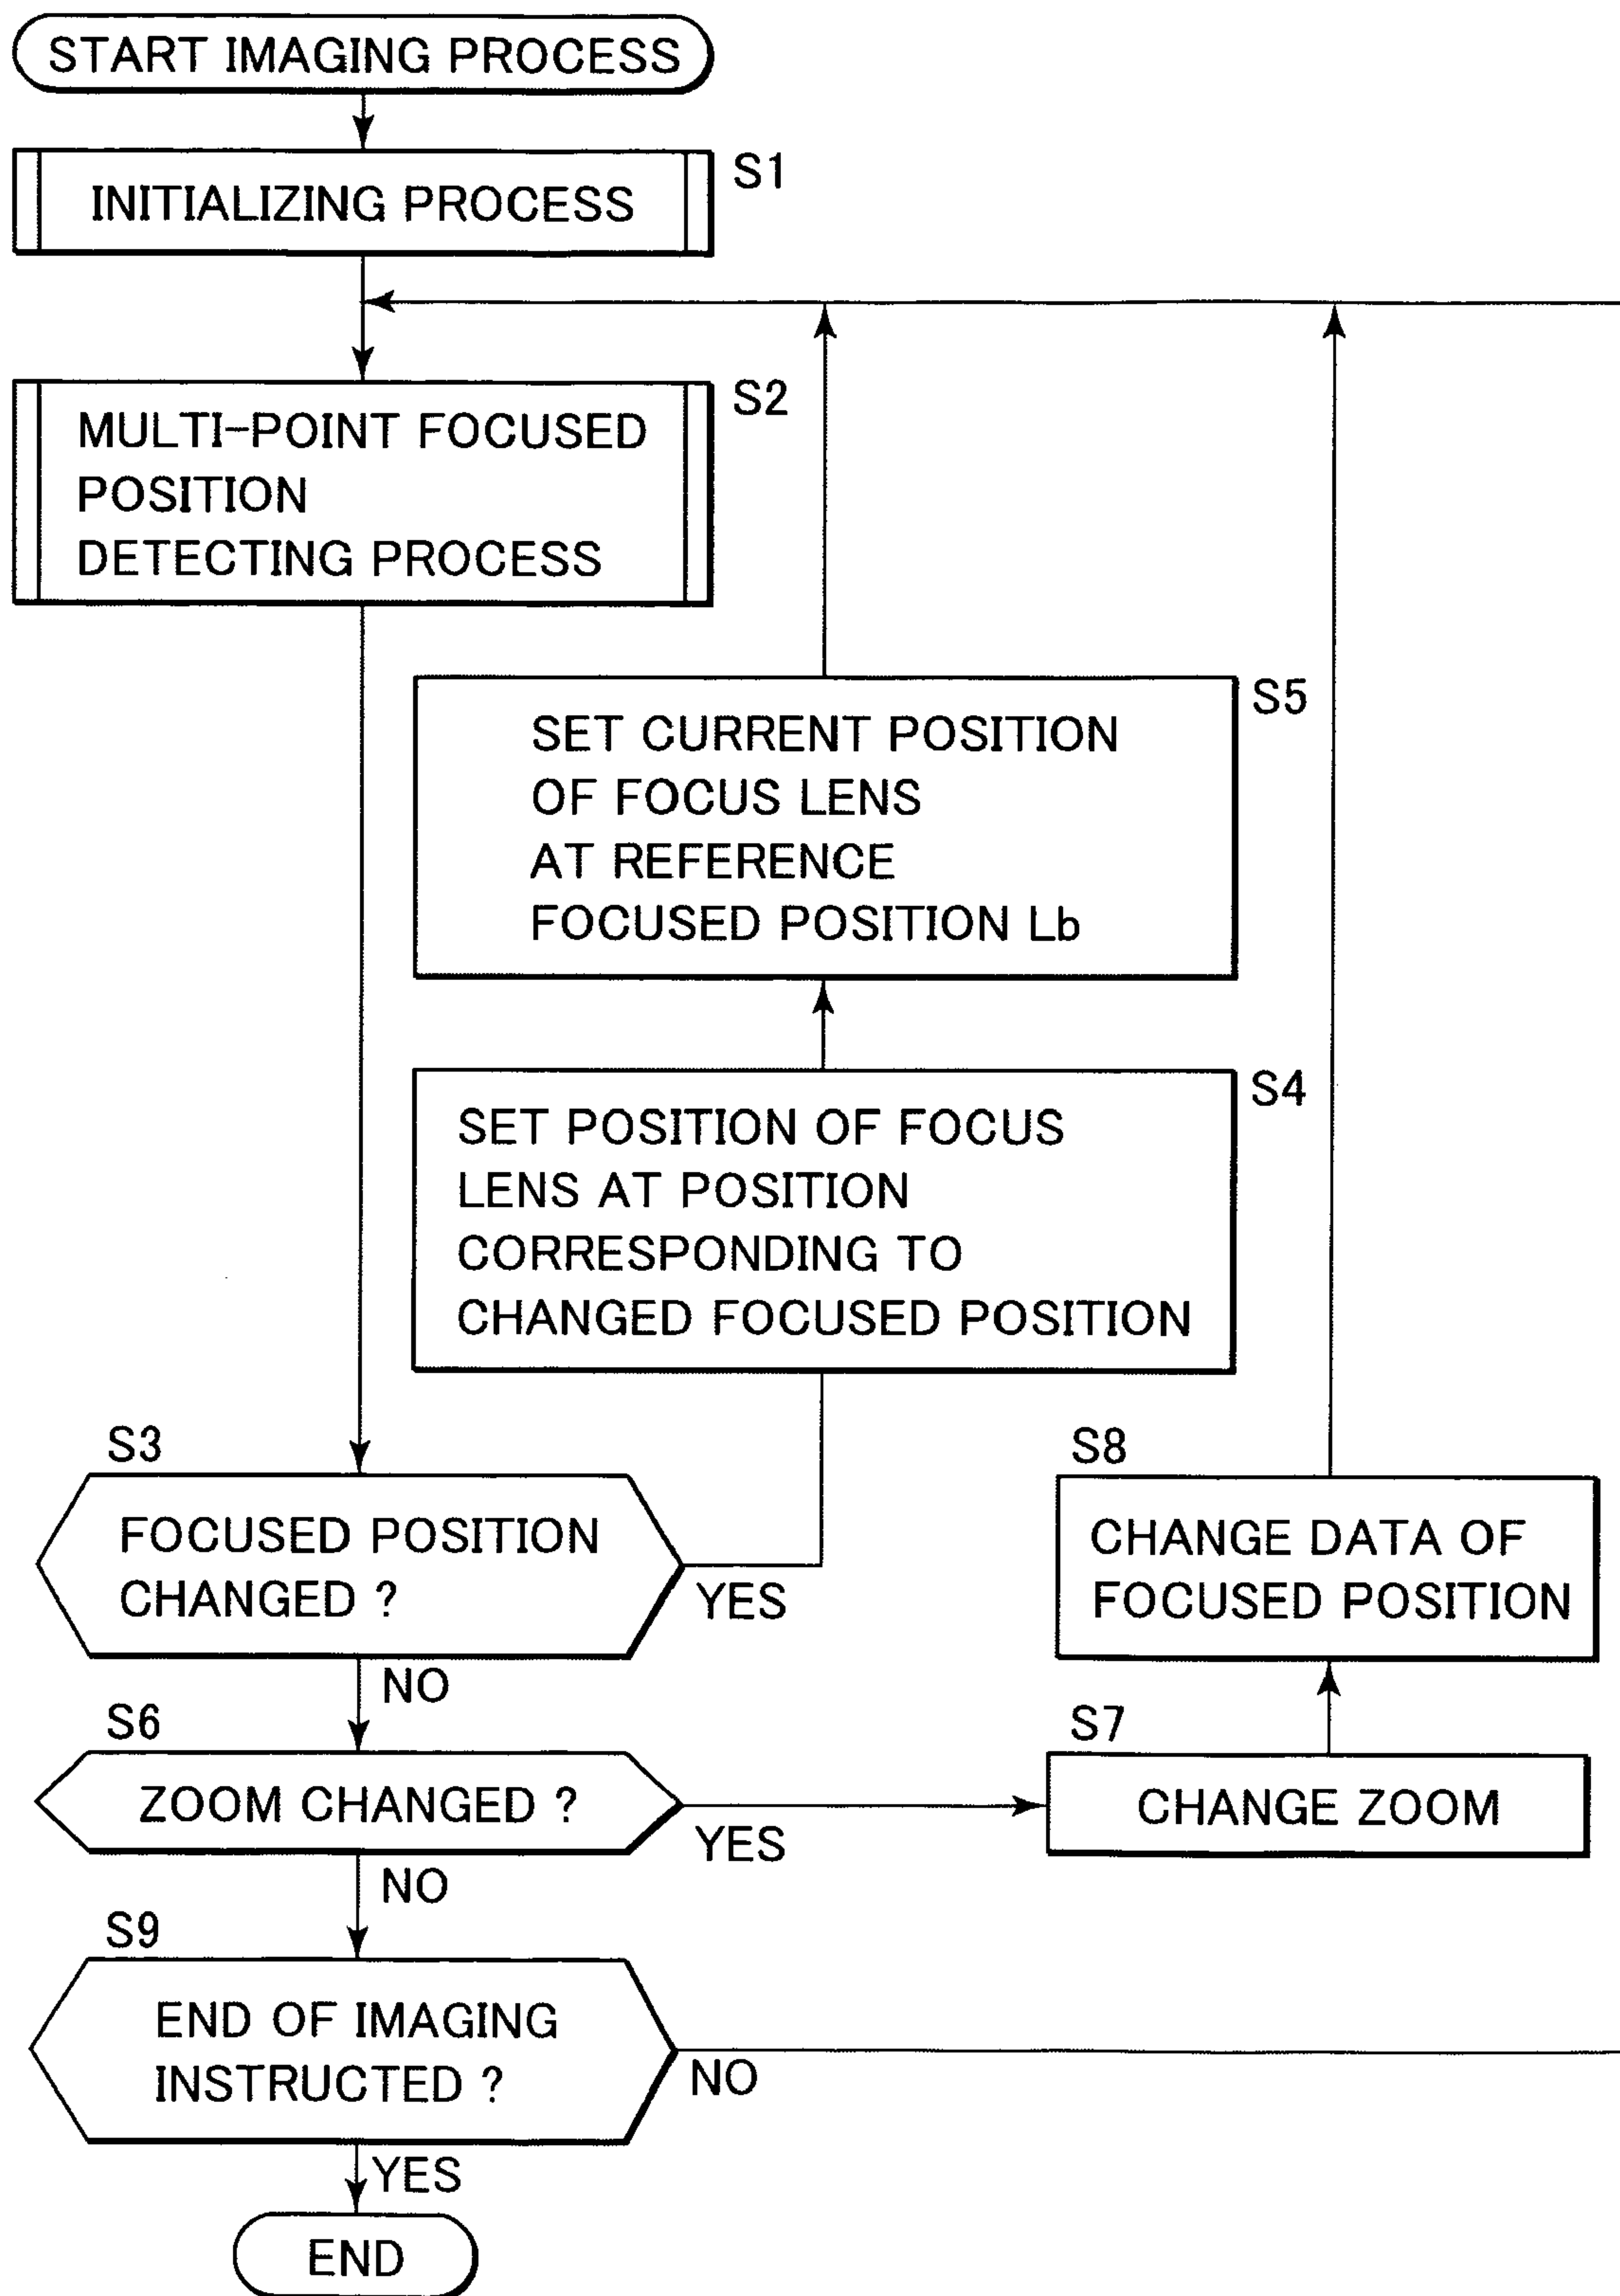 START IMAGING PROCESS
INITIALIZING PROCESS
S1
MULTI-POINT FOCUSED
POSITION
DETECTING PROCESS
S2
SET CURRENT POSITION
OF FOCUS LENS
AT REFERENCE
FOCUSED POSITION Lb
S5
SET POSITION OF FOCUS
LENS AT POSITION
CORRESPONDING TO
CHANGED FOCUSED POSITION
S4
S3
FOCUSED POSITION
CHANGED ?
YES
NO
S8
CHANGE DATA OF
FOCUSED POSITION
S6
ZOOM CHANGED ?
YES
NO
S7
CHANGE ZOOM
S9
END OF IMAGING
INSTRUCTED ?
NO
YES
END